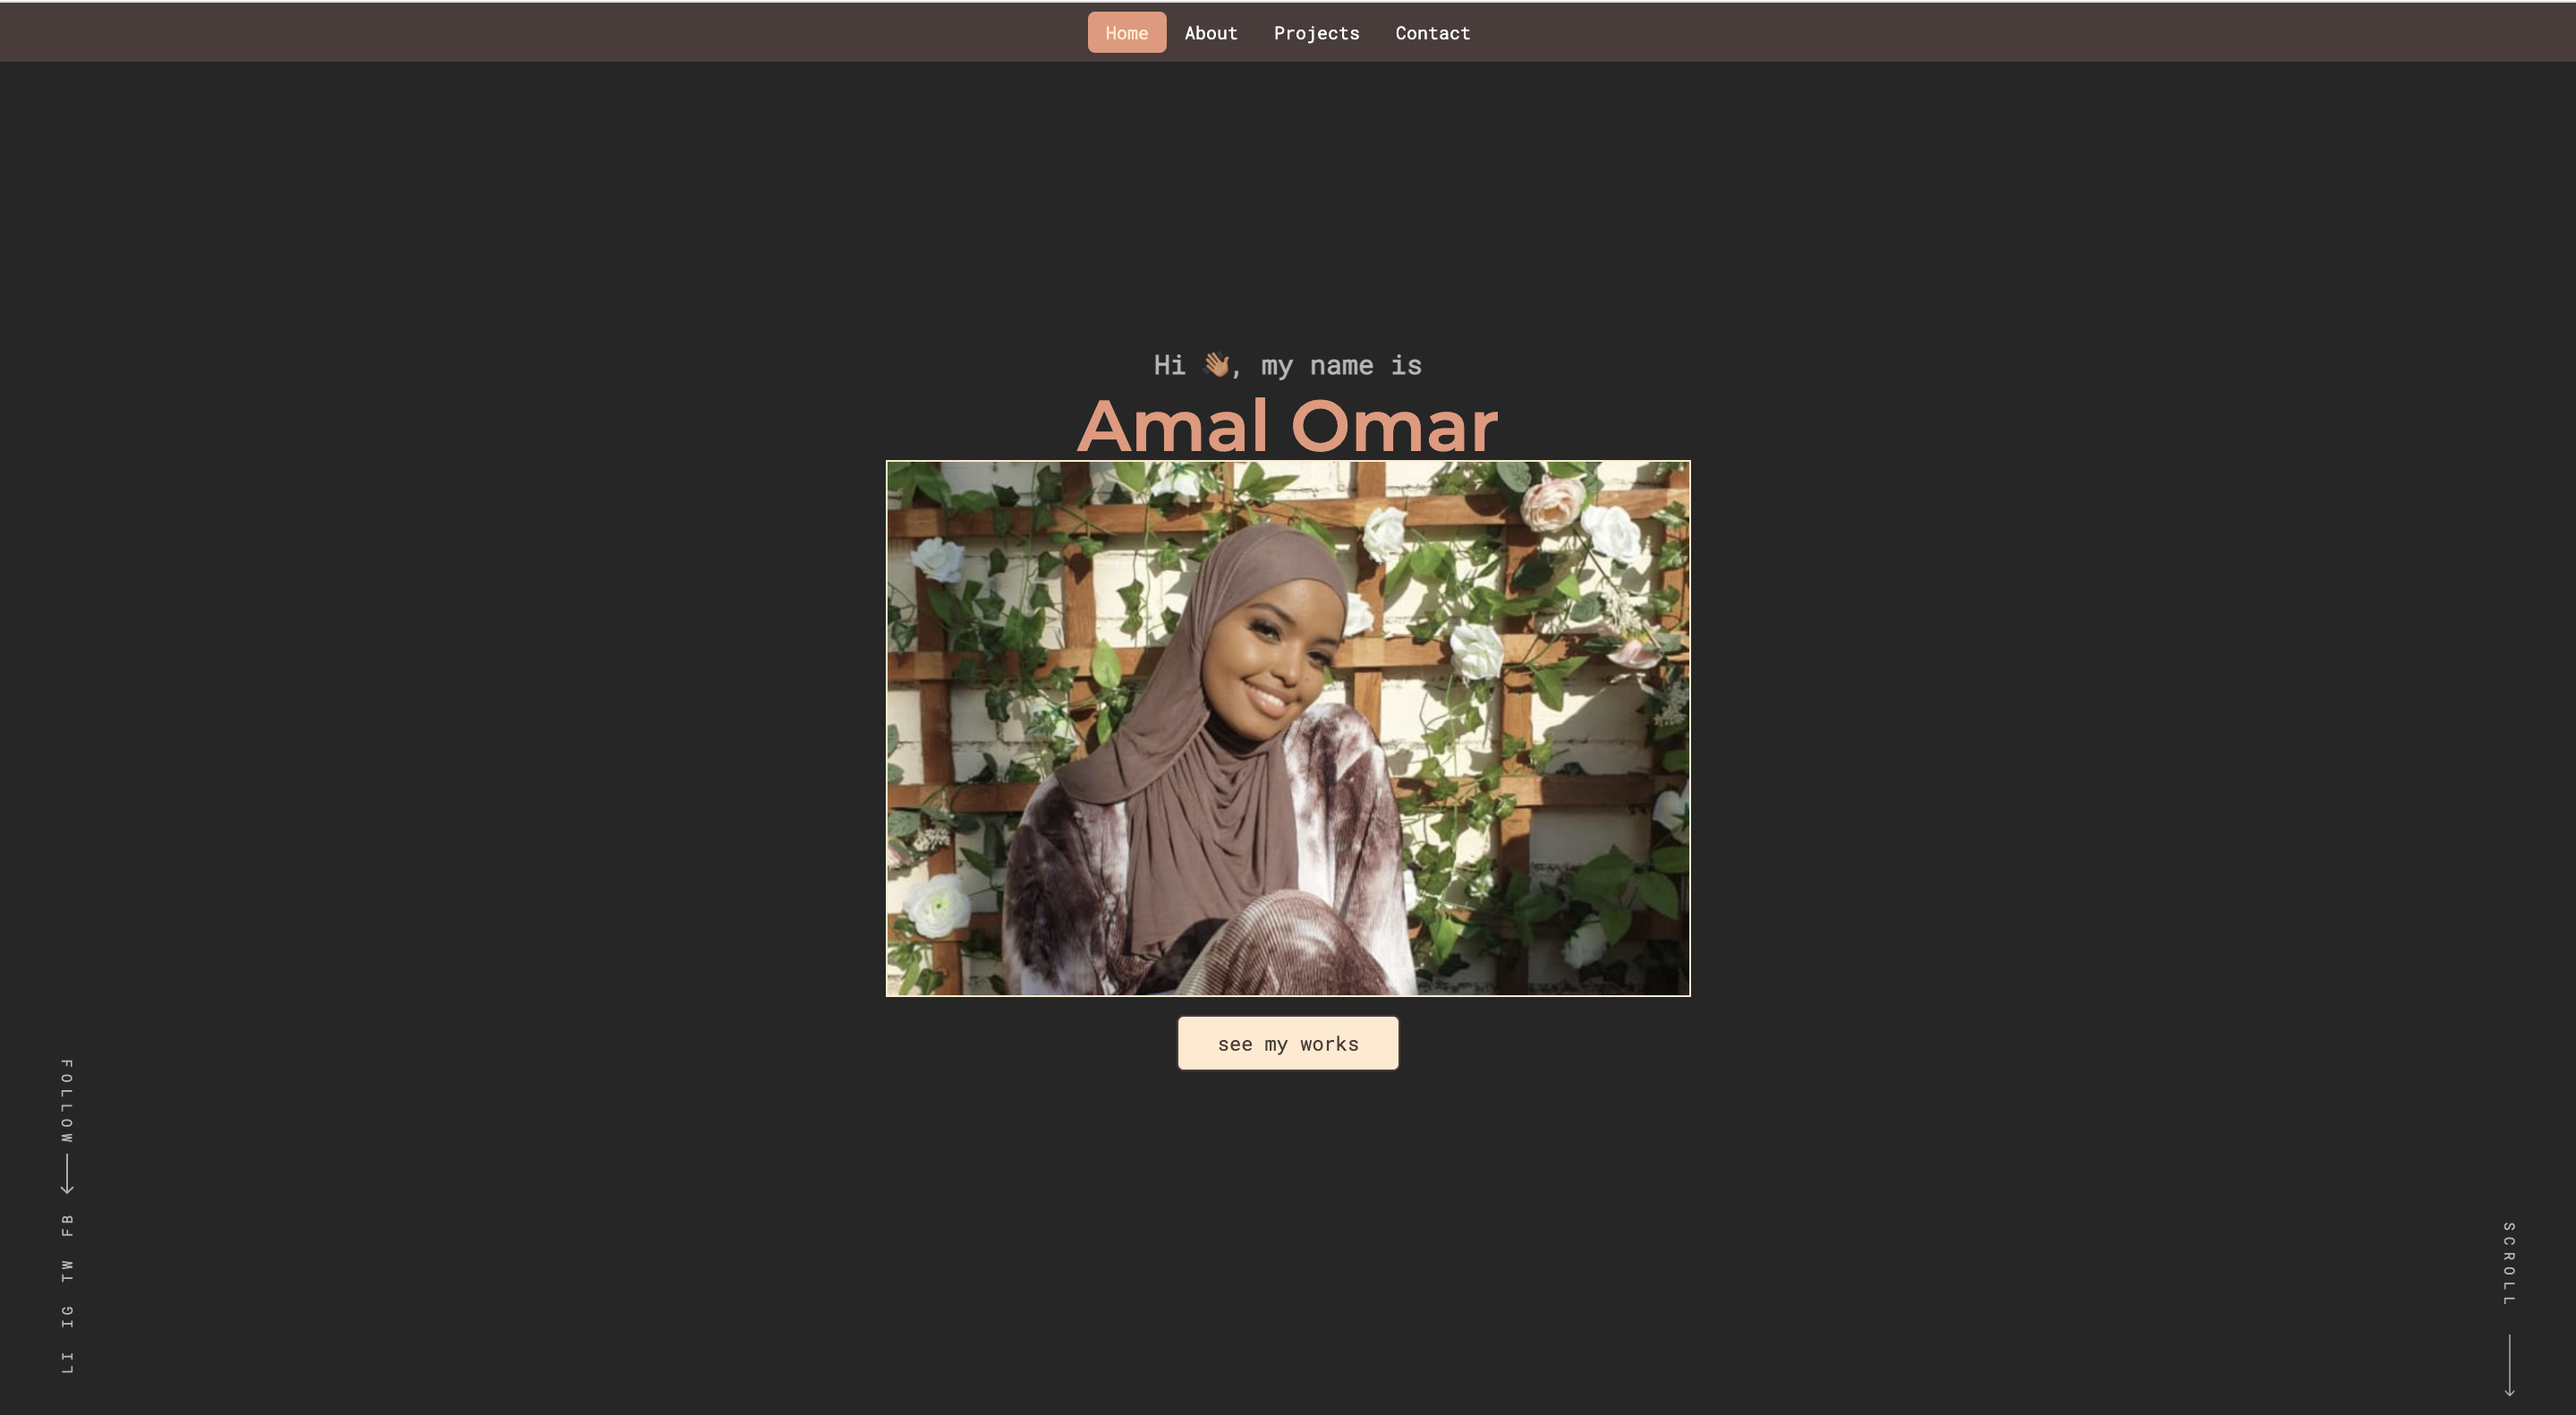 Home About Projects Contact
Hi 👋🏽, my name is
Amal Omar
see my works
FOLLOW
FB
TW
IG
LI
SCROLL